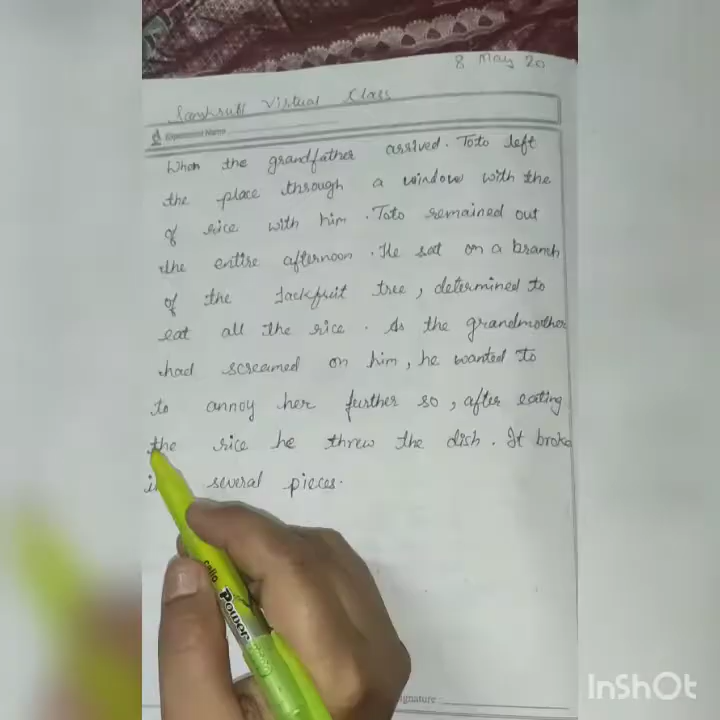 8 May 20
Sanskruti Virtual Class
Experiment Name
When the grandfather arrived. Toto left
the place through a window with the
of rice with him. Toto remained out
the entire afternoon. He sat on a branch
of the Jackfruit tree, determined to
eat all the rice. As the grandmother
had screamed on him, he wanted to
to annoy her further so, after eating
the rice he threw the dish. It broke
several pieces.
cello Power
ignature
InShOt